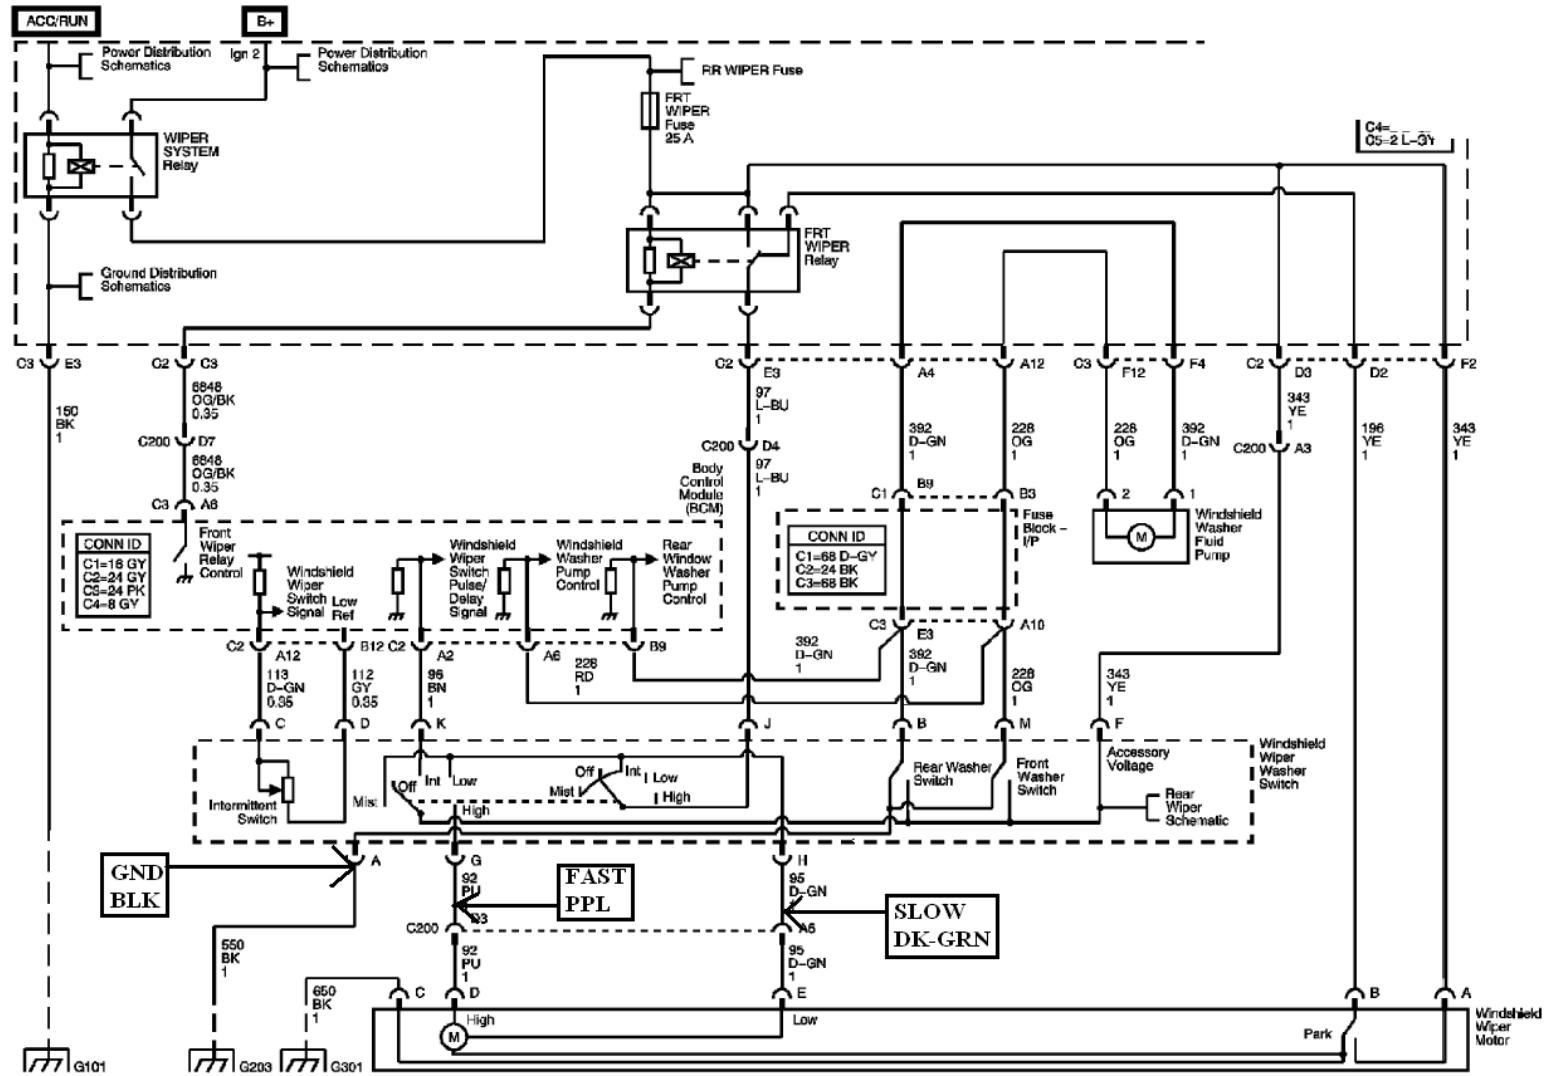 ACC/RUN
B+
Power Distribution
Schematics
Ign 2
Power Distribution
Schematics
RR WIPER Fuse
FRT
WIPER
Fuse
25 A
WIPER
SYSTEM
Relay
C4=
C5=2 L-GY
FRT
WIPER
Relay
Ground Distribution
Schematics
C3 E3
C2 C3
C2 E3
A4
A12
C3 F12
F4
C2 D3
D2
F2
150
BK
1
6848
OG/BK
0.35
C200 D7
6848
OG/BK
0.35
C3 A6
97
L-BU
1
C200 D4
97
L-BU
1
392
D-GN
1
228
OG
1
228
OG
1
392
D-GN
1
343
YE
1
C200 A3
196
YE
1
343
YE
1
Body
Control
Module
(BCM)
C1 B9
B3
2
1
Fuse
Block –
I/P
Windshield
Washer
Fluid
Pump
M
CONN ID
C1=16 GY
C2=24 GY
C3=24 PK
C4=8 GY
Front
Wiper
Relay
Control
Windshield
Wiper
Switch
Signal
Low
Ref
Windshield
Wiper
Switch
Pulse/
Delay
Signal
Windshield
Washer
Pump
Control
Rear
Window
Washer
Pump
Control
CONN ID
C1=68 D-GY
C2=24 BK
C3=68 BK
C2 A12
B12
C2 A2
A6
B9
C3 E3
A10
113
D-GN
0.35
112
GY
0.35
96
BN
1
228
RD
1
392
D-GN
1
392
D-GN
1
228
OG
1
343
YE
1
C
D
K
J
B
M
F
Intermittent
Switch
Mist
Off
Int
Low
High
Off
Mist
Int
Low
High
Rear Washer
Switch
Front
Washer
Switch
Accessory
Voltage
Rear
Wiper
Schematic
Windshield
Wiper
Washer
Switch
A
G
H
GND
BLK
92
PU
D3
FAST
PPL
95
D-GN
A5
SLOW
DK-GRN
C200
550
BK
1
650
BK
1
92
PU
1
95
D-GN
1
C
D
E
B
A
High
Low
M
Park
Windshield
Wiper
Motor
G101
G203
G301